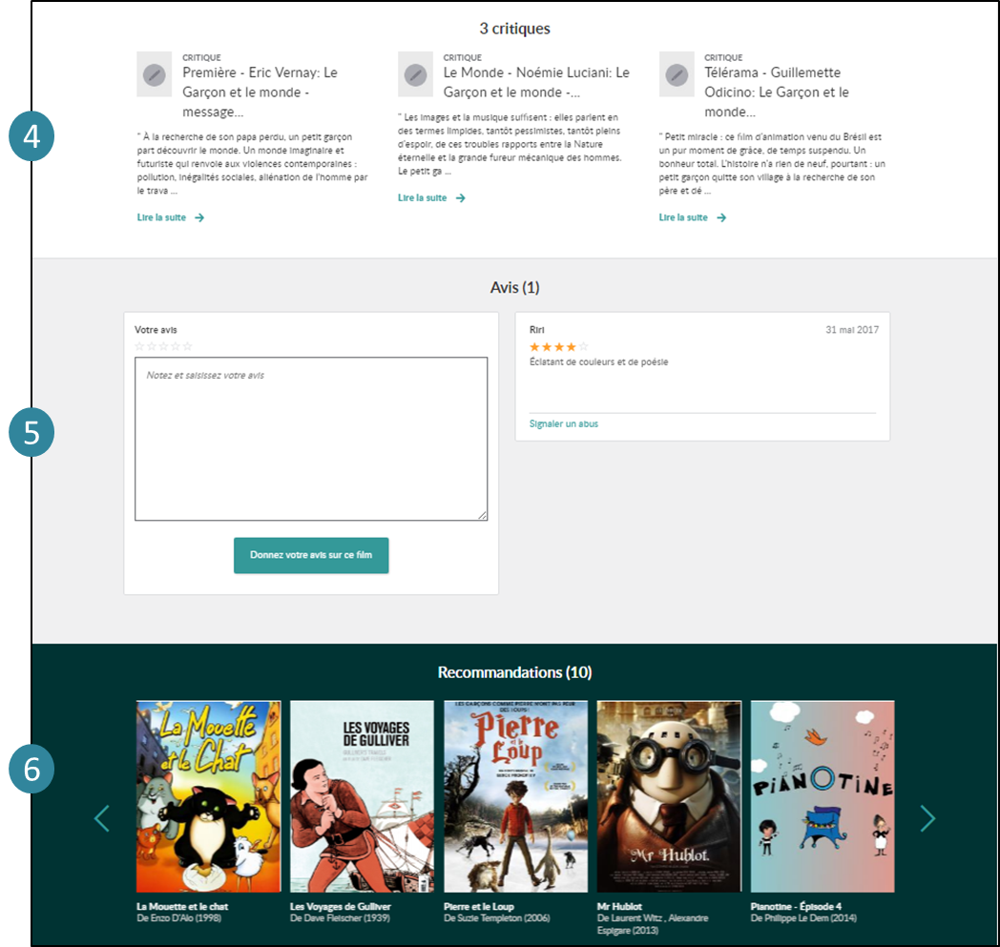 3 critiques
4
CRITIQUE
Première - Eric Vernay: Le
Garçon et le monde -
message...
" À la recherche de son papa perdu, un petit garçon
part découvrir le monde. Un monde imaginaire et
futuriste qui renvoie aux violences contemporaines :
pollution, inégalités sociales, aliénation de l'homme par
le trava ...
Lire la suite →
CRITIQUE
Le Monde - Noémie Luciani: Le
Garçon et le monde -...
" Les images et la musique suffisent : elles parlent en
des termes limpides, tantôt pessimistes, tantôt pleins
d'espoir, de ces troubles rapports entre la Nature
éternelle et la grande fureur mécanique des hommes.
Le petit ga ...
Lire la suite →
CRITIQUE
Télérama - Guillemette
Odicino: Le Garçon et le
monde...
" Petit miracle : ce film d'animation venu du Brésil est
un pur moment de grâce, de temps suspendu. Un
bonheur total. L'histoire n'a rien de neuf, pourtant : un
petit garçon quitte son village à la recherche de son
père et dé ...
Lire la suite →
5
Avis (1)
Votre avis
Notez et saisissez votre avis
Donnez votre avis sur ce film
Riri 31 mai 2017
Éclatant de couleurs et de poésie
Signaler un abus
6
Recommandations (10)
La Mouette
et le Chat
LES VOYAGES
DE GULLIVER
LES GARÇONS COMME PIERRE N'ONT PAS PEUR
DES LOUPS!
Pierre
et le
Loup
Mr Hublot.
PIANOTINE
La Mouette et le chat
De Enzo D'Alo (1998)
Les Voyages de Gulliver
De Dave Fleischer (1939)
Pierre et le Loup
De Suzie Templeton (2006)
Mr Hublot
De Laurent Witz , Alexandre
Espigare (2013)
Pianotine - Épisode 4
De Philippe Le Dem (2014)